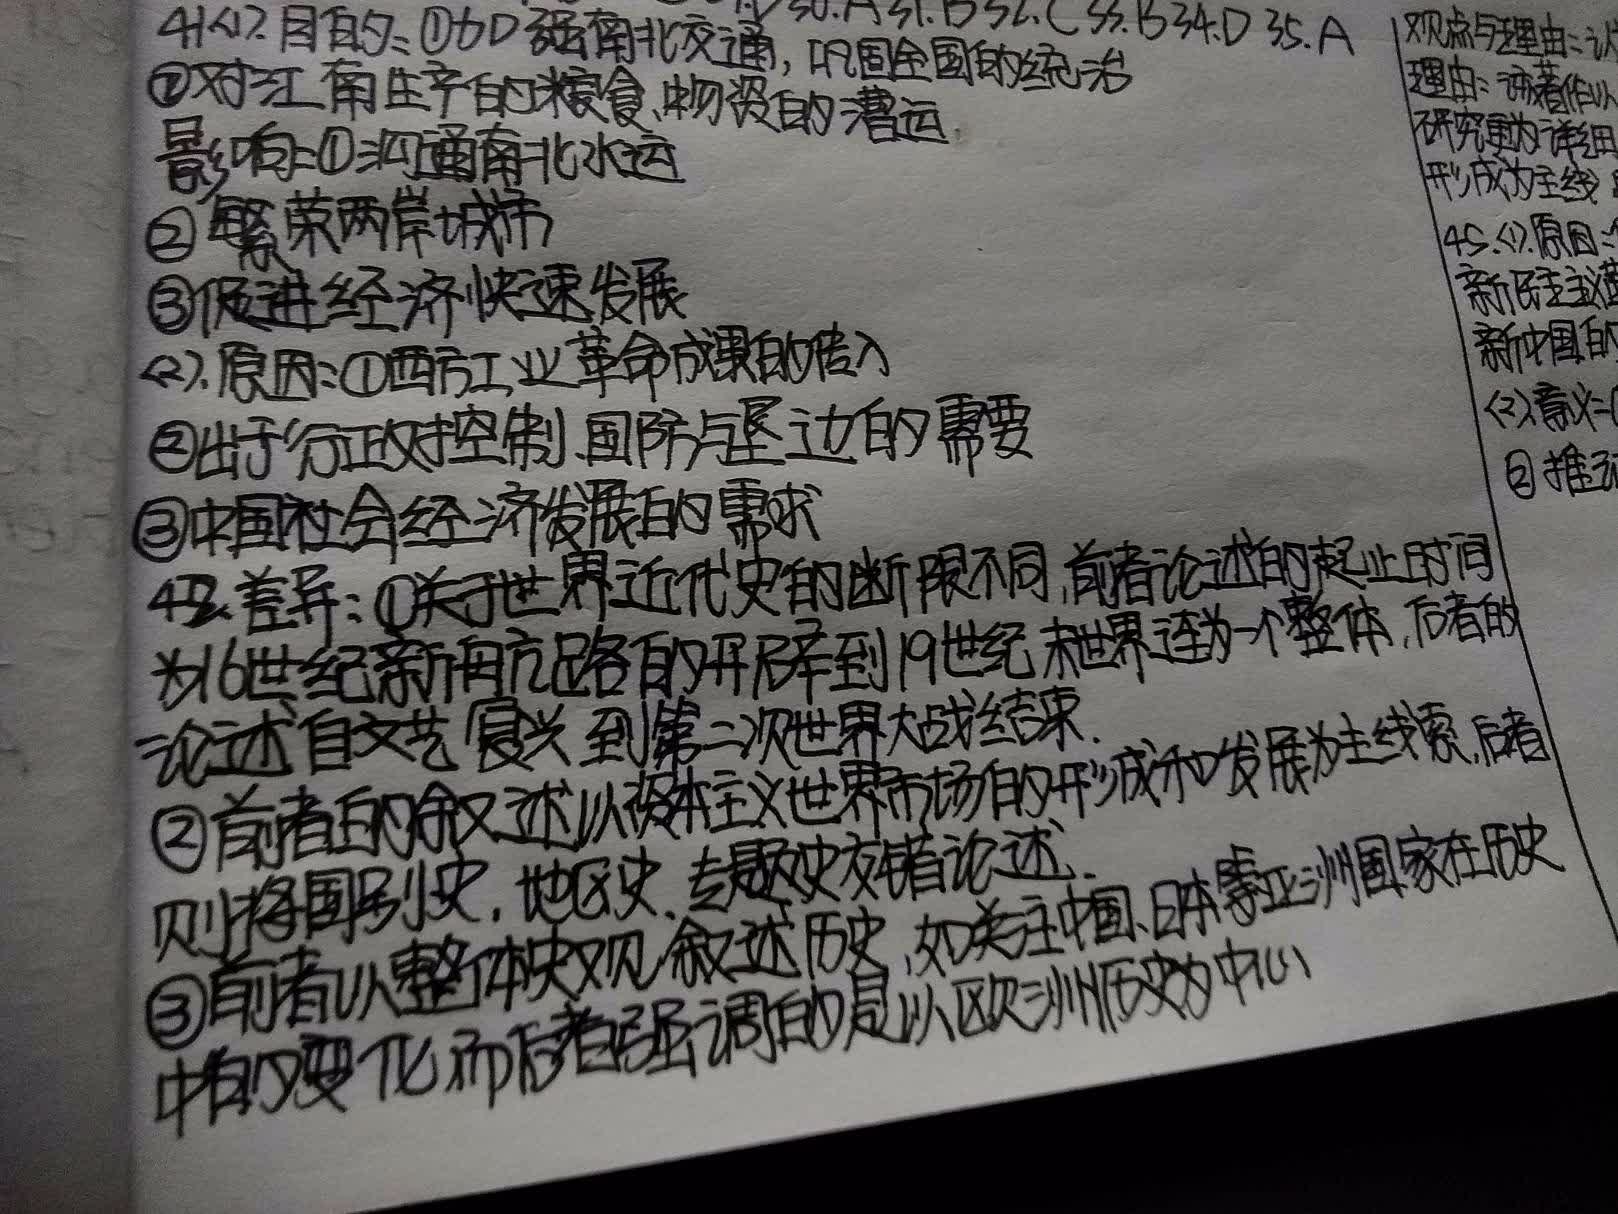 30.A 31.B 32.C 33.B 34.D 35.A
41.<1>.目的:①加强南北交通,巩固全国的统治
②对江南生产的粮食、物资的漕运.
影响:①沟通南北水运
②繁荣两岸城市
③促进经济快速发展
<2>.原因:①西方工业革命成果的传入
②出于行政对控制、国防与垦边的需要
③中国社会经济发展的需求
42.差异:①关于世界近代史的断限不同,前者论述的起止时间
为16世纪新航路的开辟到19世纪末世界连为一个整体,后者的
论述自文艺复兴到第二次世界大战结束.
②前者的叙述以资本主义世界市场的形成和发展为主线索,后者
则将国别史、地区史、专题史交错论述.
③前者以整体史观叙述历史,如关注中国、日本等亚洲国家在历史
中的变化,而后者强调的是以欧洲历史为中心
观点与理由:认
理由:该著作以
研究更为详细
形成为主线
45.<1>.原因:
新民主主义革
新中国的
<2>.意义:
②推动